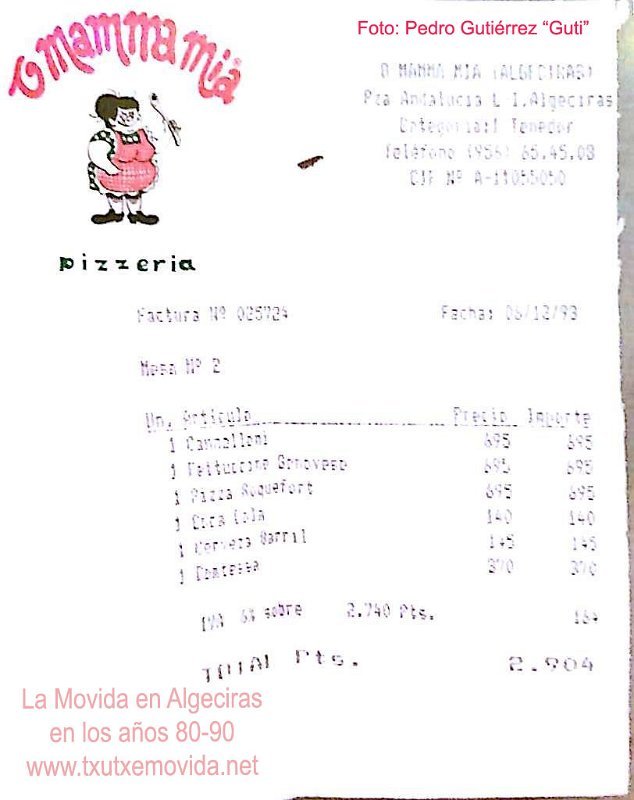 O mamma mia
pizzeria
Foto: Pedro Gutiérrez “Guti”
O MAMMA MIA (ALGECIRAS)
Pza Andalucia L I.Algeciras
Categoria:1 Tenedor
Telefono (956) 65.45.08
CIF Nº A-11055050
Factura Nº 025724
Fecha: 06/12/93
Mesa Nº 2
Un. Articulo Precio Importe
1 Cannelloni 695 695
1 Fettuccine Genovese 695 695
1 Pizza Roquefort 695 695
1 Coca Cola 140 140
1 Cerveza Barril 145 145
1 Comtessa 370 370
IVA 6% sobre 2.740 Pts. 164
TOTAL Pts. 2.904
La Movida en Algeciras
en los años 80-90
www.txutxemovida.net